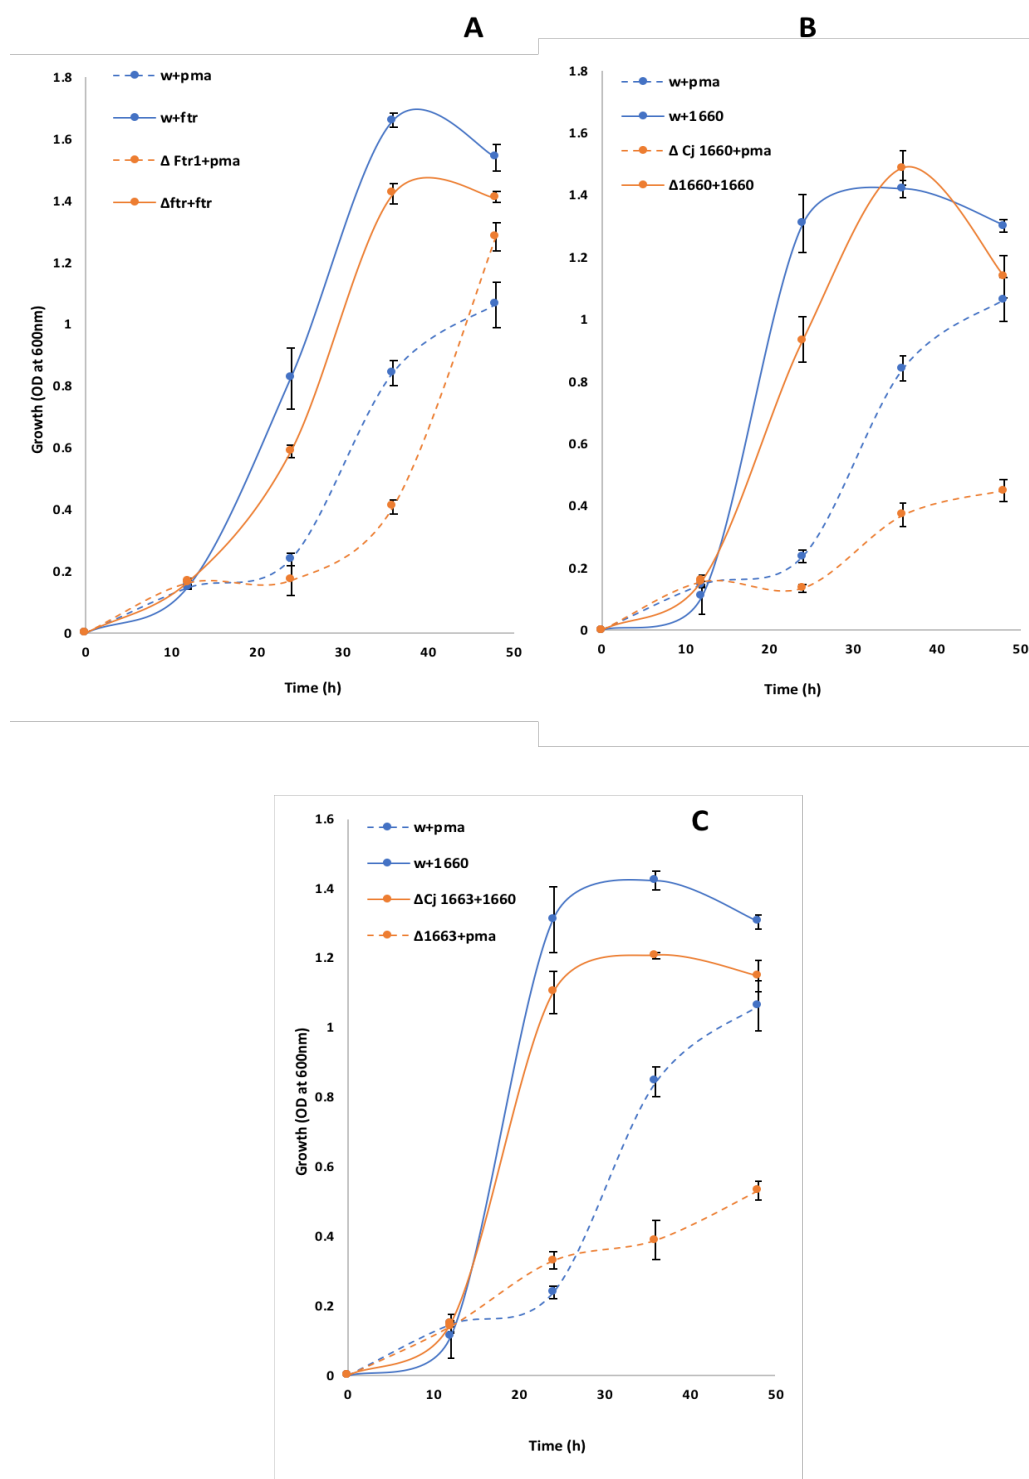 A
w+pma
w+ftr
Δ Ftr1+pma
Δftr+ftr
Growth (OD at 600nm)
1.8
1.6
1.4
1.2
1
0.8
0.6
0.4
0.2
0
0 10 20 30 40 50
Time (h)
B
w+pma
w+1660
Δ Cj 1660+pma
Δ1660+1660
1.8
1.6
1.4
1.2
1
0.8
0.6
0.4
0.2
0
0 10 20 30 40 50
Time (h)
C
w+pma
w+1660
ΔCj 1663+1660
Δ1663+pma
Growth (OD at 600nm)
1.6
1.4
1.2
1
0.8
0.6
0.4
0.2
0
0 10 20 30 40 50
Time (h)